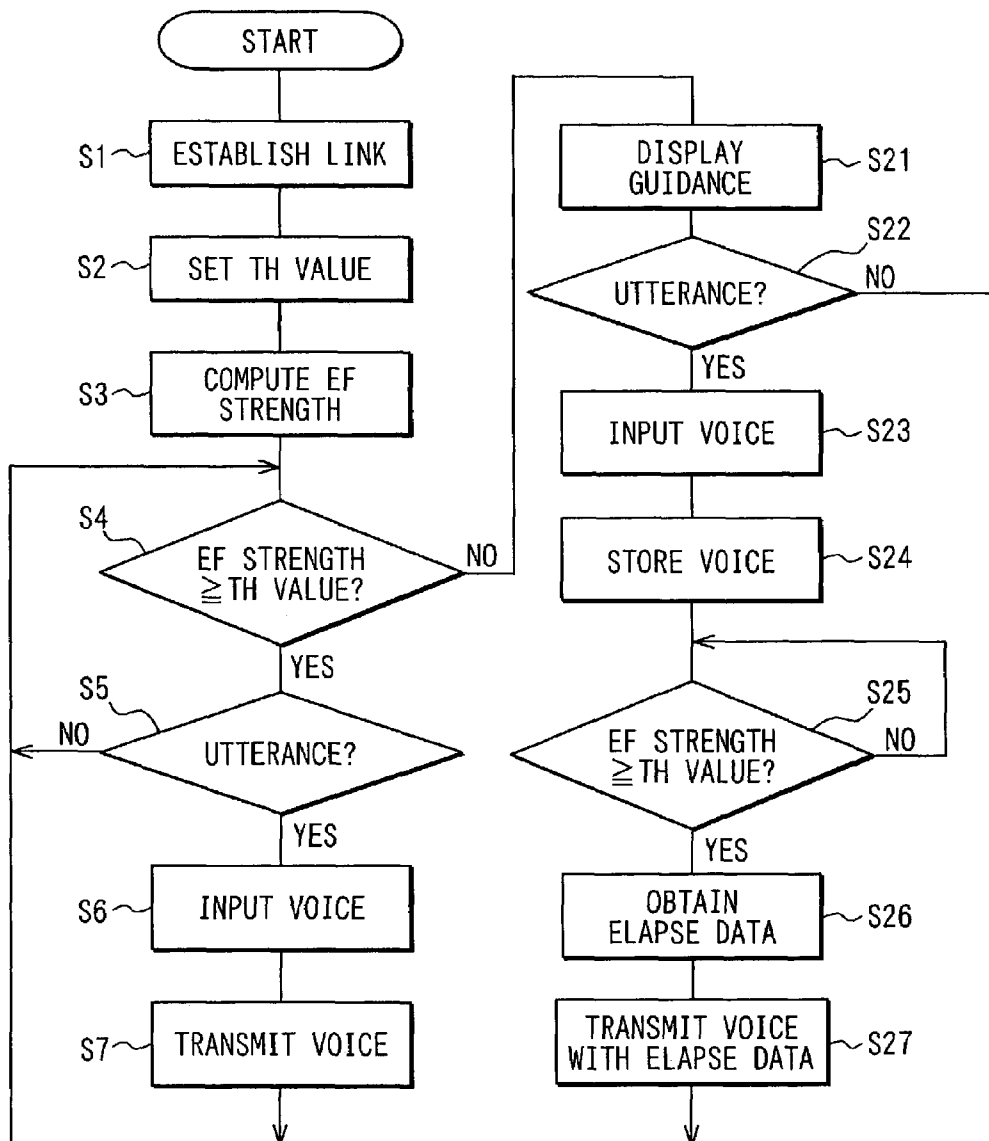 START
S1
ESTABLISH LINK
S2
SET TH VALUE
S3
COMPUTE EF
STRENGTH
S4
EF STRENGTH
≧TH VALUE?
NO
YES
S5
NO
UTTERANCE?
YES
S6
INPUT VOICE
S7
TRANSMIT VOICE
DISPLAY
GUIDANCE
S21
S22
UTTERANCE?
NO
YES
INPUT VOICE
S23
STORE VOICE
S24
S25
EF STRENGTH
≧TH VALUE?
NO
YES
OBTAIN
ELAPSE DATA
S26
TRANSMIT VOICE
WITH ELAPSE DATA
S27